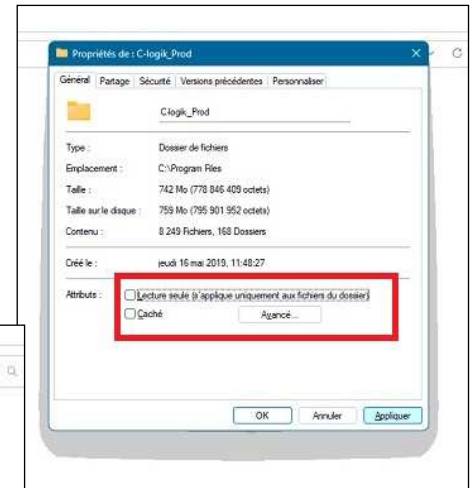 Propriétés de : C-logik_Prod
Général Partage Sécurité Versions précédentes Personnaliser
C-logik_Prod
Type : Dossier de fichiers
Emplacement : C:\Program Files
Taille : 742 Mo (778 846 409 octets)
Taille sur le disque : 759 Mo (795 901 952 octets)
Contenu : 8 249 Fichiers, 168 Dossiers
Créé le : jeudi 16 mai 2019, 11:48:27
Attributs : Lecture seule (s'applique uniquement aux fichiers du dossier)
Caché Avancé...
OK Annuler Appliquer